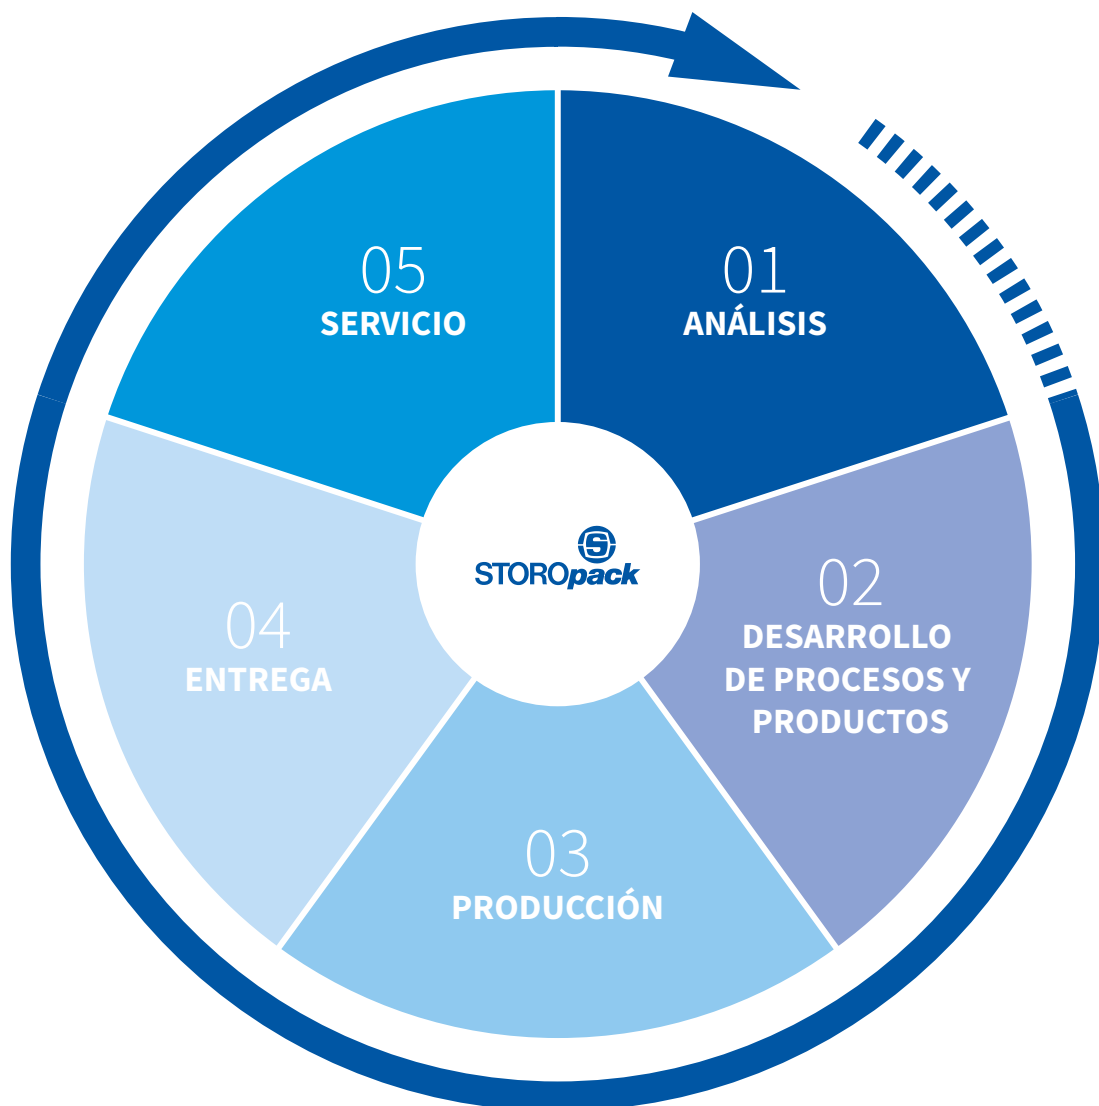 01
ANÁLISIS
02
DESARROLLO
DE PROCESOS Y
PRODUCTOS
03
PRODUCCIÓN
04
ENTREGA
05
SERVICIO
S
STOROpack